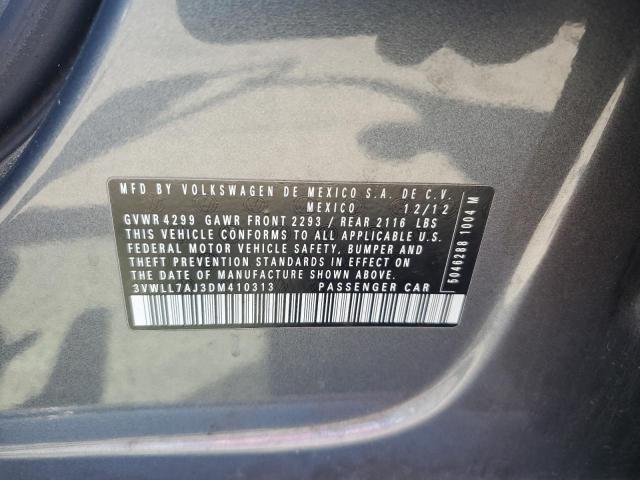 MFD BY VOLKSWAGEN DE MEXICO S.A. DE C.V.
MEXICO 12/12
GVWR 4299 GAWR FRONT 2293 / REAR 2116 LBS
THIS VEHICLE CONFORMS TO ALL APPLICABLE U.S.
FEDERAL MOTOR VEHICLE SAFETY, BUMPER AND
THEFT PREVENTION STANDARDS IN EFFECT ON
THE DATE OF MANUFACTURE SHOWN ABOVE.
3VWLL7AJ3DM410313 PASSENGER CAR
5046288 1004 M